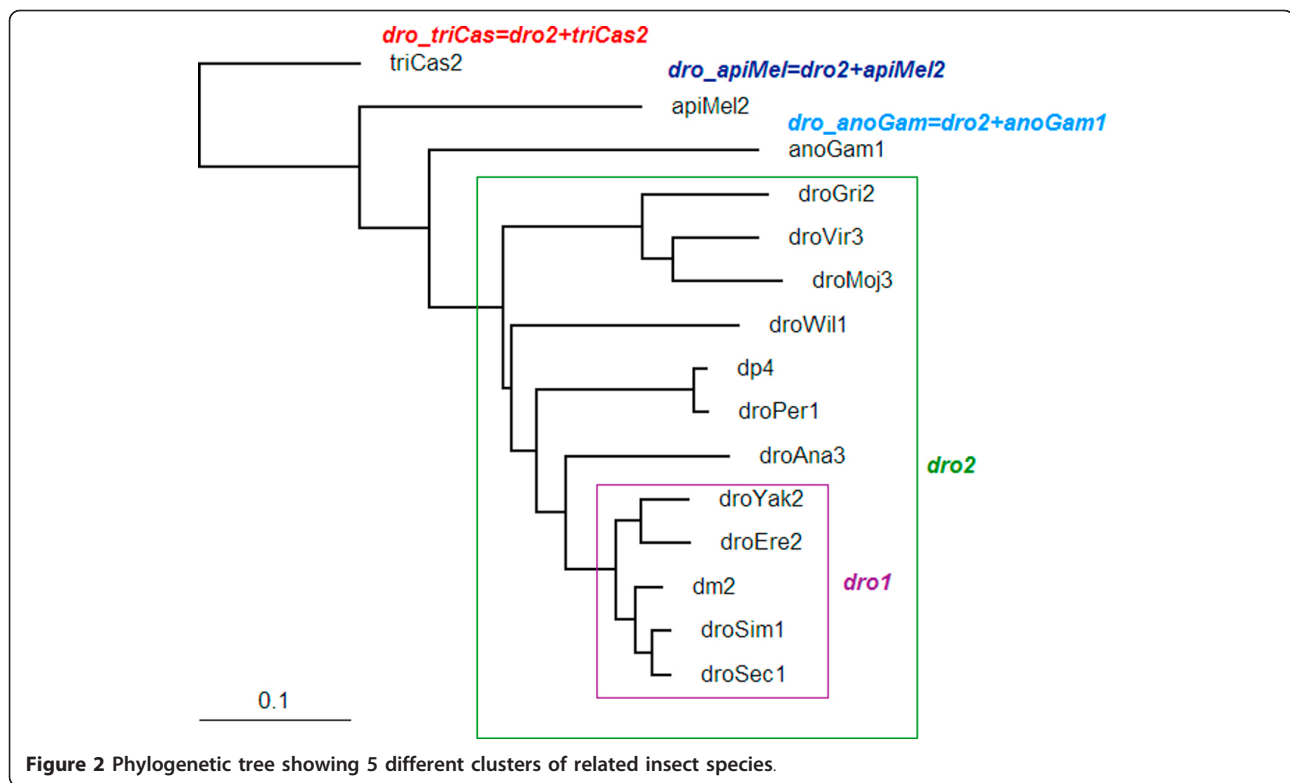 dro_triCas=dro2+triCas2
triCas2
dro_apiMel=dro2+apiMel2
apiMel2
dro_anoGam=dro2+anoGam1
anoGam1
droGri2
droVir3
droMoj3
droWil1
dp4
droPer1
droAna3
dro2
droYak2
droEre2
dro1
dm2
droSim1
droSec1
0.1
Figure 2 Phylogenetic tree showing 5 different clusters of related insect species.